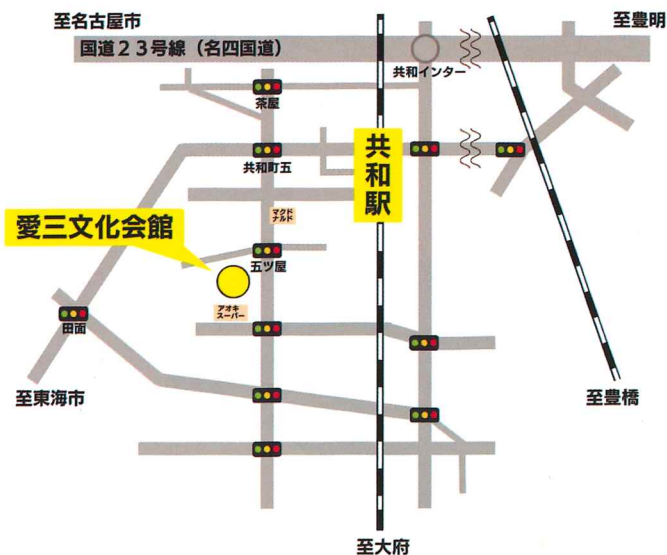 至名古屋市
至豊明
国道23号線（名四国道）
共和インター
茶屋
共和町五
共和駅
マクド
ナルド
愛三文化会館
五ツ屋
アオキ
スーパー
田面
至東海市
至豊橋
至大府